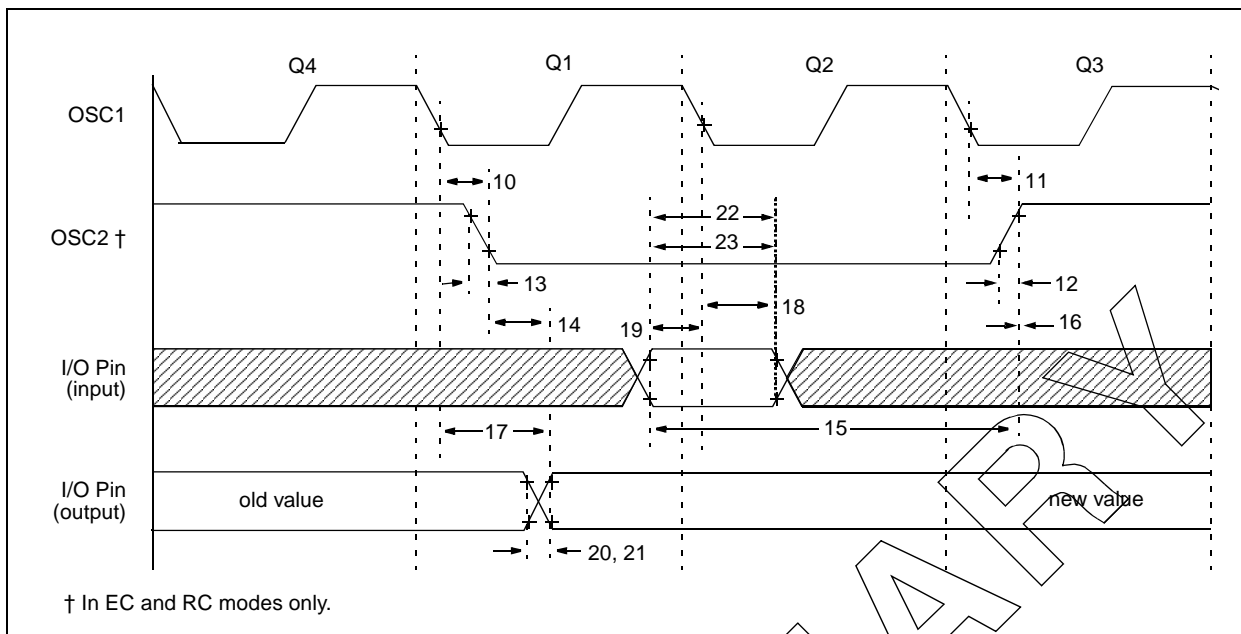 Q4 Q1 Q2 Q3
OSC1
10 11
22
OSC2 †
23
13 12
18
14 19 16
I/O Pin
(input)
17 15
I/O Pin
(output)
old value new value
20, 21
† In EC and RC modes only.
ARY